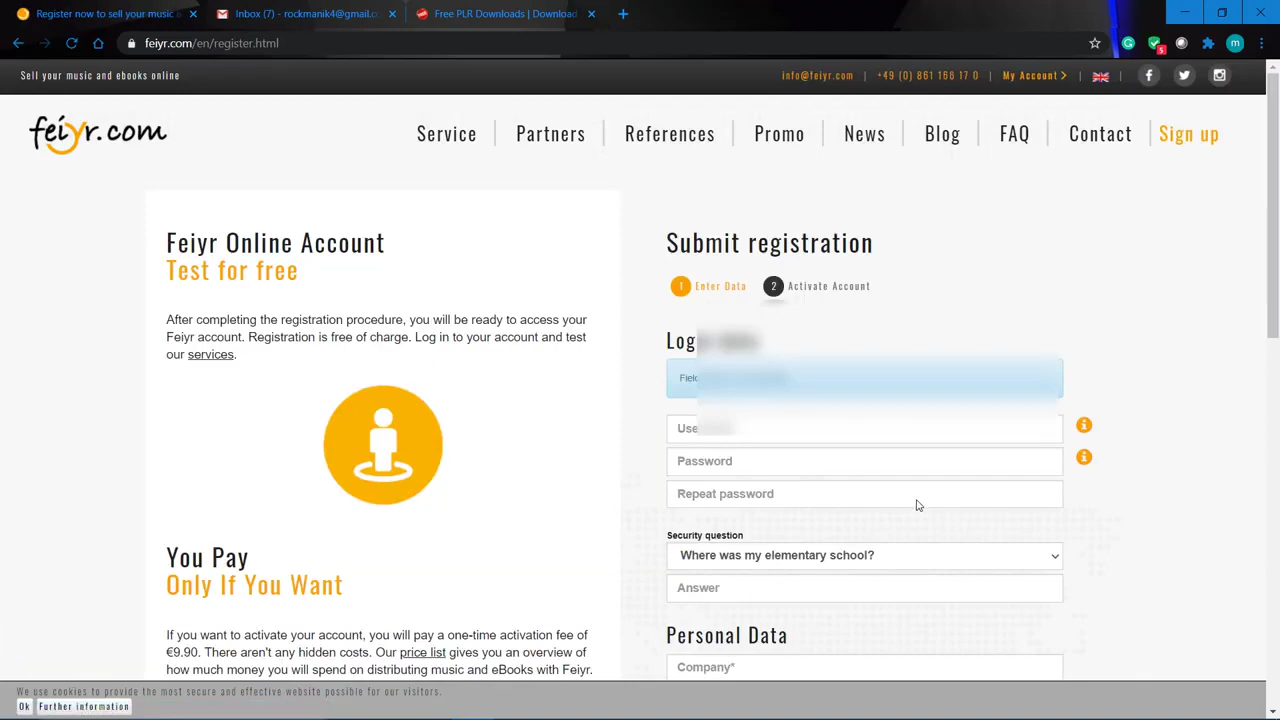 Register now to sell your music a
Inbox (7) - rockmanik4@gmail.c
Free PLR Downloads | Download
feiyr.com/en/register.html
5
m
Sell your music and ebooks online
info@feiyr.com | +49 (0) 861 166 17 0 | My Account
feiyr.com
Service
Partners
References
Promo
News
Blog
FAQ
Contact
Sign up
Feiyr Online Account
Test for free
After completing the registration procedure, you will be ready to access your
Feiyr account. Registration is free of charge. Log in to your account and test
our services.
You Pay
Only If You Want
If you want to activate your account, you will pay a one-time activation fee of
€9.90. There aren't any hidden costs. Our price list gives you an overview of
how much money you will spend on distributing music and eBooks with Feiyr.
Submit registration
1 Enter Data
2 Activate Account
Password
Repeat password
Security question
Where was my elementary school?
Answer
Personal Data
Company*
We use cookies to provide the most secure and effective website possible for our visitors.
Ok
Further information